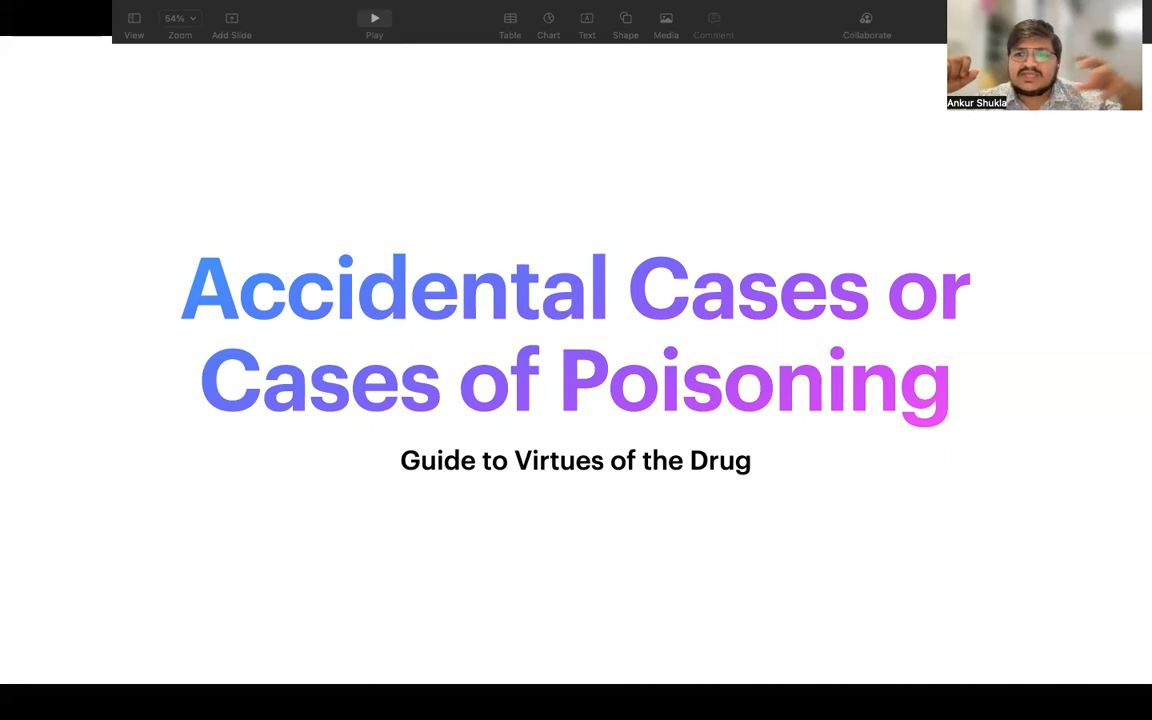 54%
View
Zoom
Add Slide
Play
Table
Chart
Text
Shape
Media
Comment
Collaborate
Ankur Shukla
Accidental Cases or
Cases of Poisoning
Guide to Virtues of the Drug